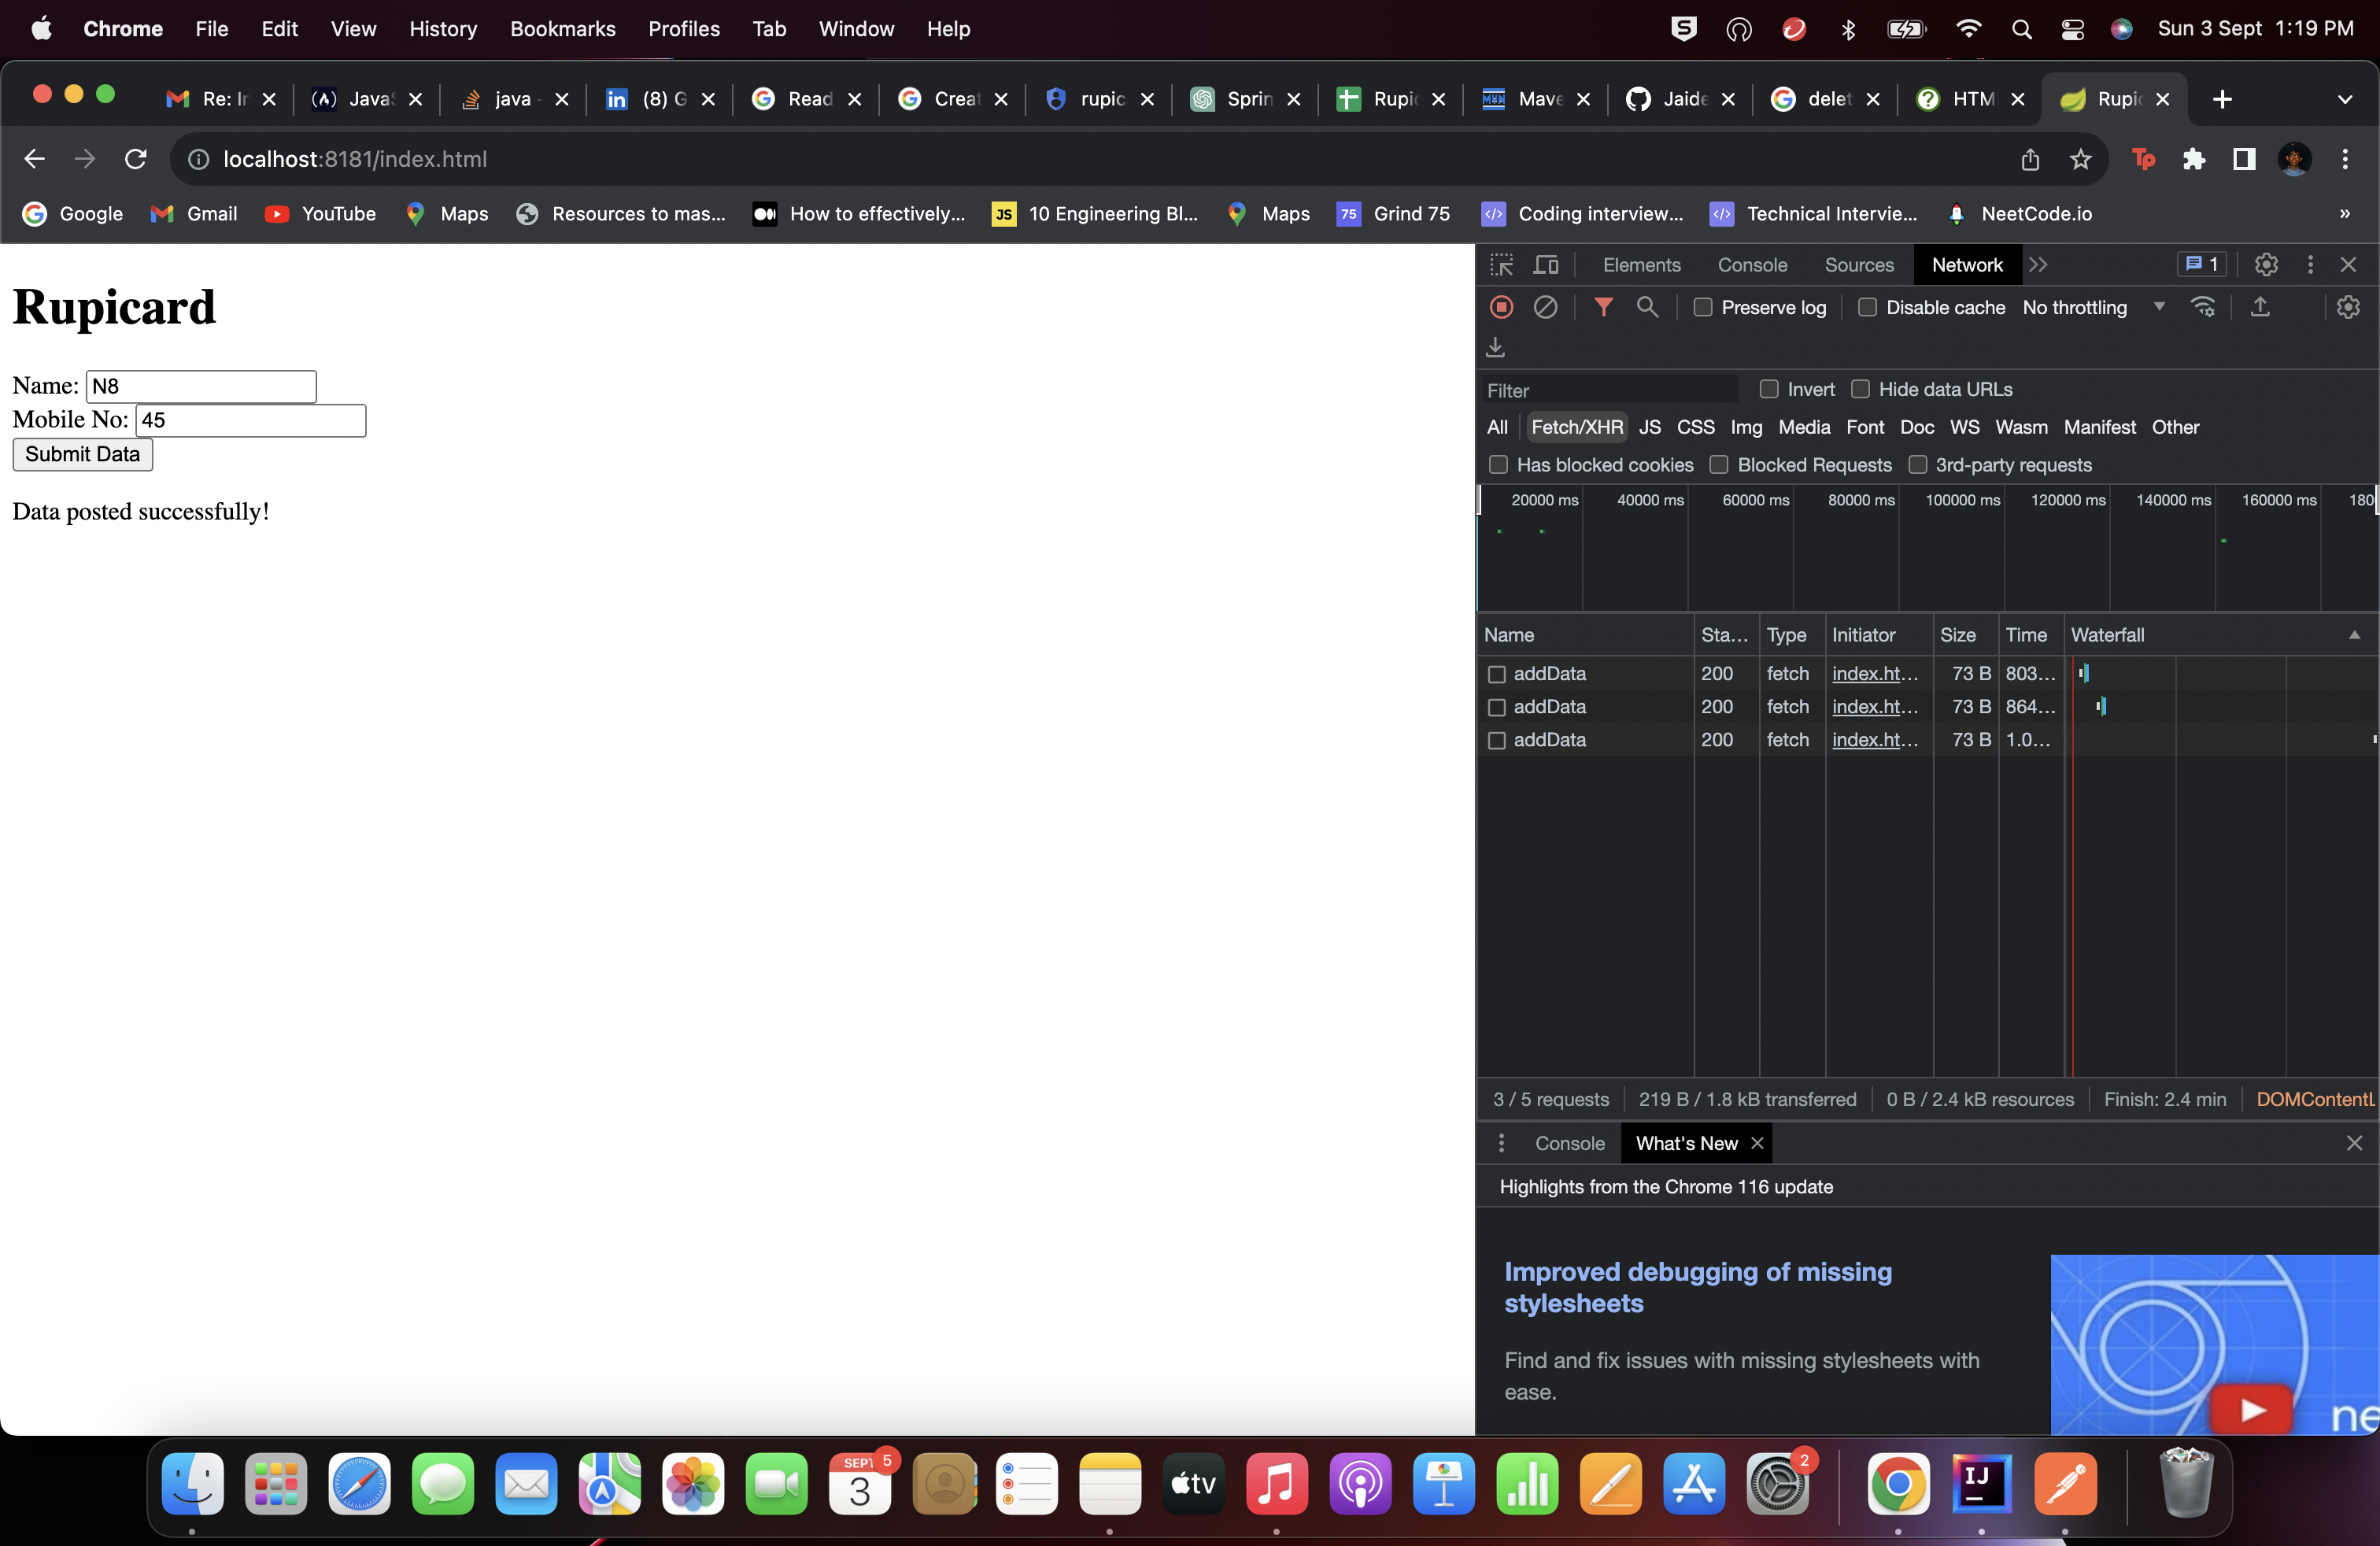 Chrome File Edit View History Bookmarks Profiles Tab Window Help Sun 3 Sept 1:19 PM
Re: Ir JavaS java - (8) G Read Creat rupic Sprin Rupic Mave Jaide delet HTM Rupic
localhost:8181/index.html
Google Gmail YouTube Maps Resources to mas... How to effectively... JS 10 Engineering Bl... Maps 75 Grind 75 Coding interview... Technical Intervie... NeetCode.io »
Rupicard
Name: N8
Mobile No: 45
Submit Data
Data posted successfully!
Elements Console Sources Network 1
Preserve log Disable cache No throttling
Filter Invert Hide data URLs
All Fetch/XHR JS CSS Img Media Font Doc WS Wasm Manifest Other
Has blocked cookies Blocked Requests 3rd-party requests
20000 ms 40000 ms 60000 ms 80000 ms 100000 ms 120000 ms 140000 ms 160000 ms 180
Name Sta... Type Initiator Size Time Waterfall
addData 200 fetch index.ht... 73 B 803...
addData 200 fetch index.ht... 73 B 864...
addData 200 fetch index.ht... 73 B 1.0...
3 / 5 requests 219 B / 1.8 kB transferred 0 B / 2.4 kB resources Finish: 2.4 min DOMContentL
Console What's New
Highlights from the Chrome 116 update
Improved debugging of missing
stylesheets
Find and fix issues with missing stylesheets with
ease.
ne
SEPT 3 5 tv 2 IJ